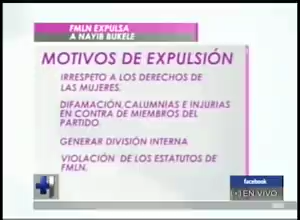 FMLN EXPULSA
A NAYIB BUKELE
MOTIVOS DE EXPULSIÓN
IRRESPETO A LOS DERECHOS DE
LAS MUJERES.
DIFAMACIÓN,CALUMNIAS E INJURIAS
EN CONTRA DE MIEMBROS DEL
PARTIDO.
GENERAR DIVISIÓN INTERNA
VIOLACIÓN DE LOS ESTATUTOS DE
FMLN.
facebook
[+] EN VIVO